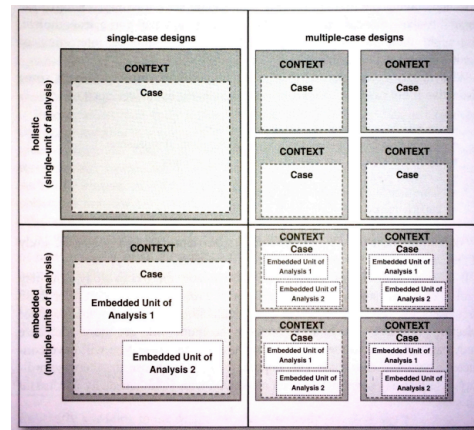 single-case designs
multiple-case designs
holistic
(single-unit of analysis)
CONTEXT
Case
CONTEXT
Case
CONTEXT
Case
CONTEXT
Case
CONTEXT
Case
embedded
(multiple units of analysis)
CONTEXT
Case
Embedded Unit of
Analysis 1
Embedded Unit of
Analysis 2
CONTEXT
Case
Embedded Unit of
Analysis 1
Embedded Unit of
Analysis 2
CONTEXT
Case
Embedded Unit of
Analysis 1
Embedded Unit of
Analysis 2
CONTEXT
Case
Embedded Unit of
Analysis 1
Embedded Unit of
Analysis 2
CONTEXT
Case
Embedded Unit of
Analysis 1
Embedded Unit of
Analysis 2